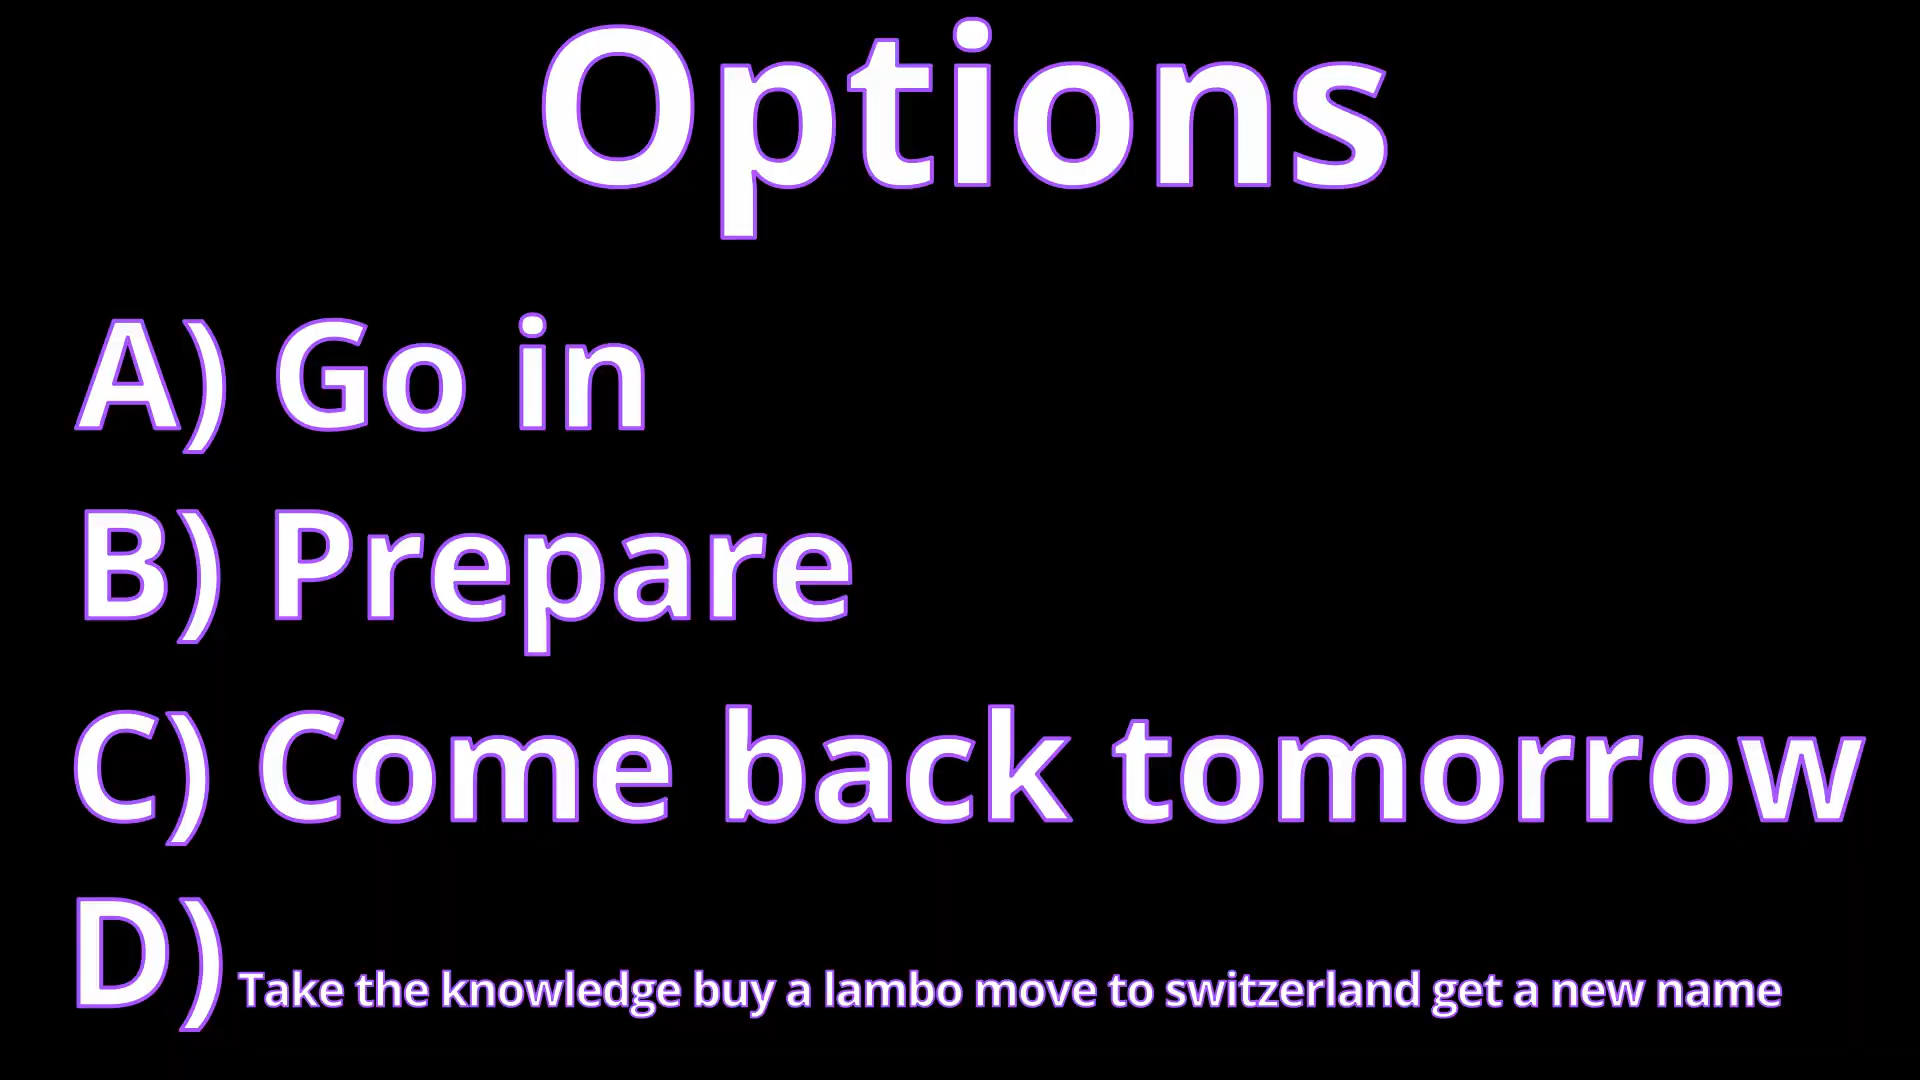 Options
A) Go in
B) Prepare
C) Come back tomorrow
D) Take the knowledge buy a lambo move to switzerland get a new name